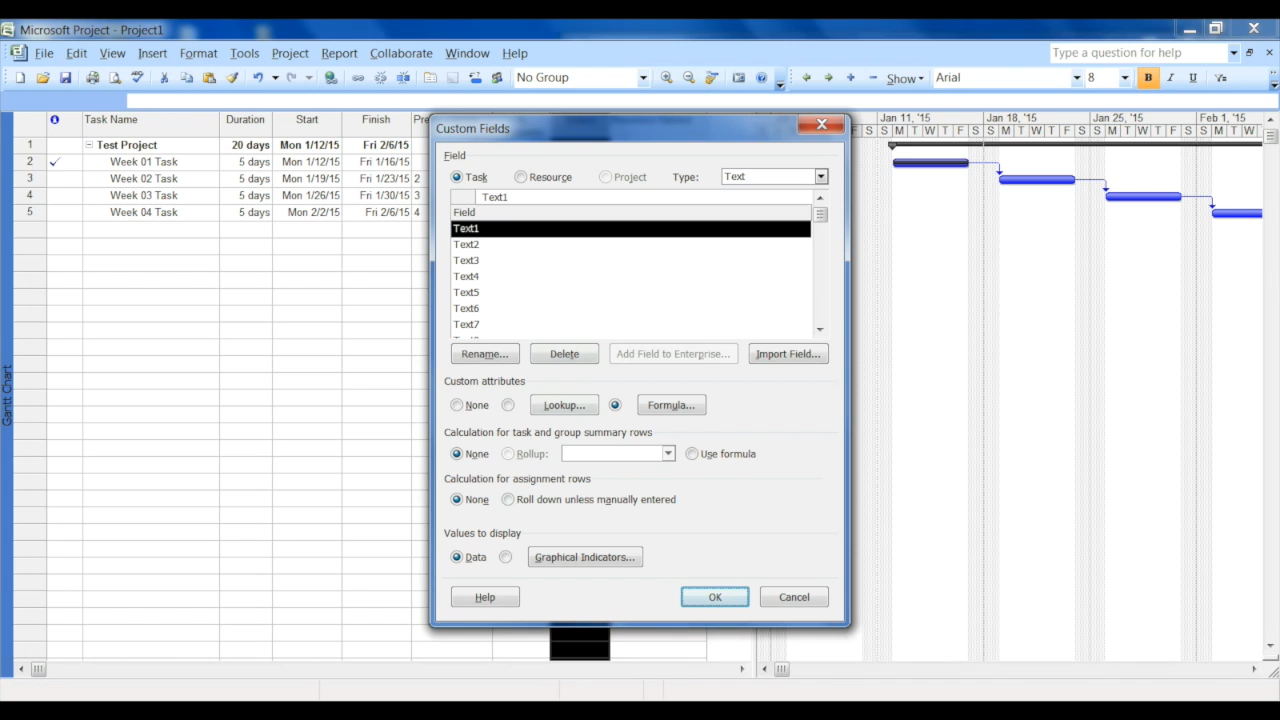 Microsoft Project - Project1
File Edit View Insert Format Tools Project Report Collaborate Window Help
Type a question for help
No Group
Show
Arial
8
B I U
Task Name Duration Start Finish
Jan 11, '15 Jan 18, '15 Jan 25, '15 Feb 1, '15
S S M T W T F S S M T W T F S S M T W T F S S M T W
1 Test Project 20 days Mon 1/12/15 Fri 2/6/15
2 Week 01 Task 5 days Mon 1/12/15 Fri 1/16/15
3 Week 02 Task 5 days Mon 1/19/15 Fri 1/23/15 2
4 Week 03 Task 5 days Mon 1/26/15 Fri 1/30/15 3
5 Week 04 Task 5 days Mon 2/2/15 Fri 2/6/15 4
Gantt Chart
Custom Fields
Field
Task Resource Project Type: Text
Text1
Field
Text1
Text2
Text3
Text4
Text5
Text6
Text7
Rename... Delete Add Field to Enterprise... Import Field...
Custom attributes
None Lookup... Formula...
Calculation for task and group summary rows
None Rollup: Use formula
Calculation for assignment rows
None Roll down unless manually entered
Values to display
Data Graphical Indicators...
Help OK Cancel